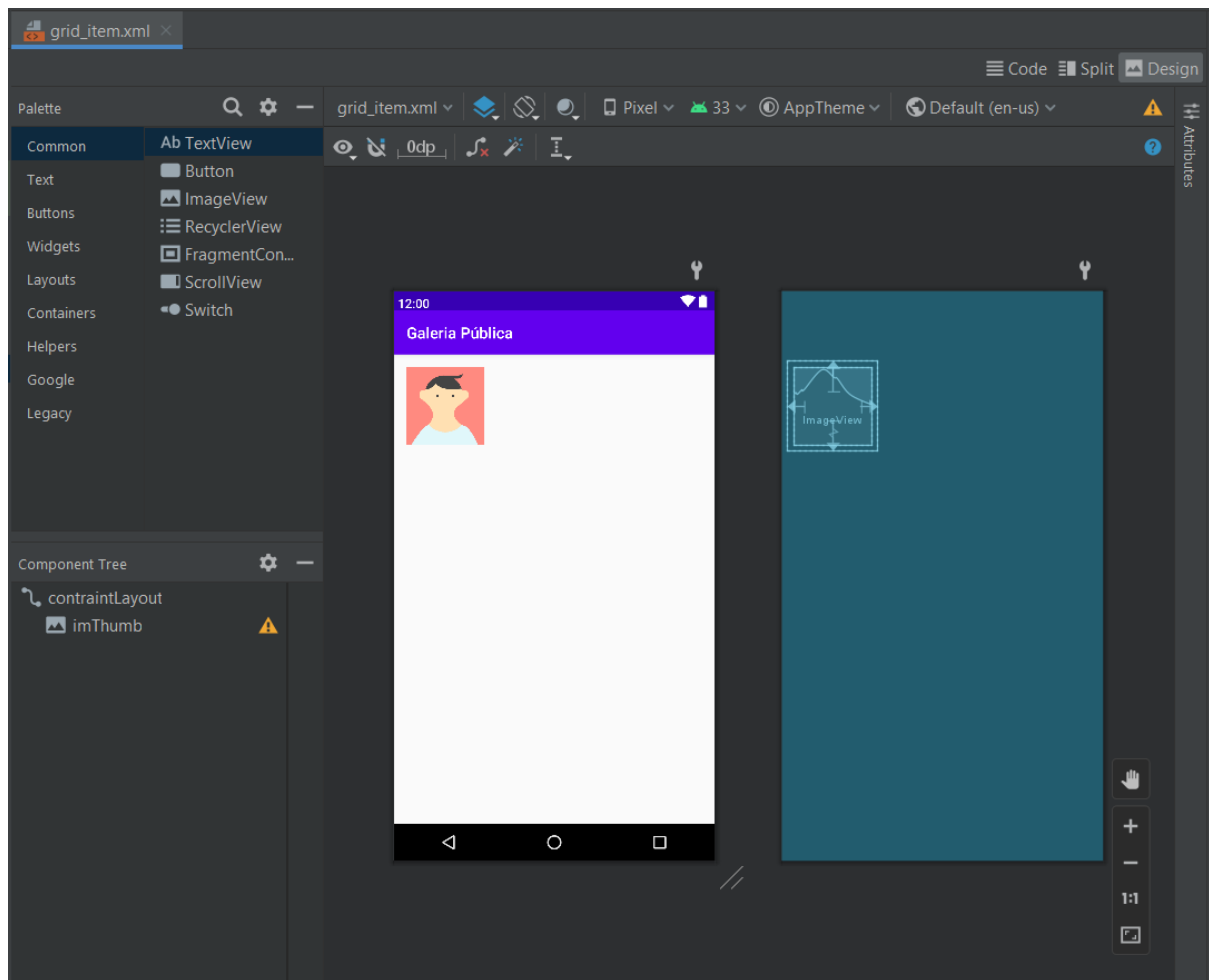 grid_item.xml
Code Split Design
Palette
grid_item.xml Pixel 33 AppTheme Default (en-us)
Common
Text
Buttons
Widgets
Layouts
Containers
Helpers
Google
Legacy
Ab TextView
Button
ImageView
RecyclerView
FragmentCon...
ScrollView
Switch
0dp
Attributes
12:00
Galeria Pública
ImageView
Component Tree
contraintLayout
imThumb
1:1